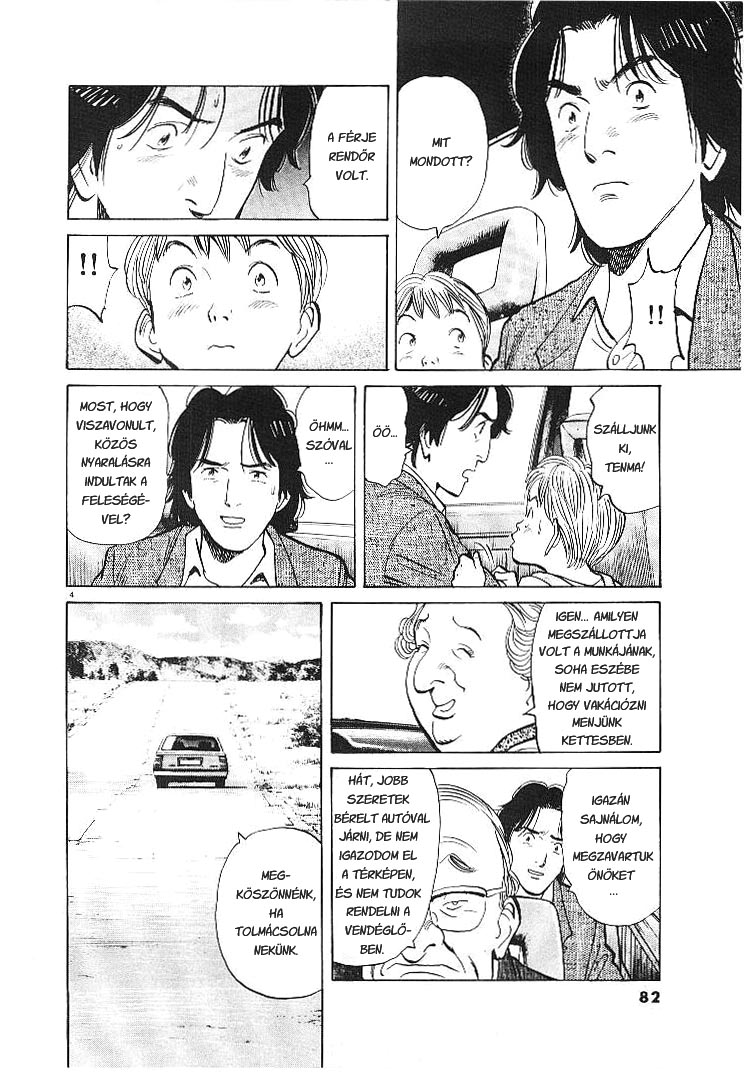 MIT
MONDOTT?
!!
A FÉRJE
RENDŐR
VOLT.
!!
SZÁLLJUNK
KI,
TENMA!
ÖÖ...
ÖHMM...
SZÓVAL
...
MOST, HOGY
VISZAVONULT,
KÖZÖS
NYARALÁSRA
INDULTAK A
FELESÉGÉ-
VEL?
4
IGEN... AMILYEN
MEGSZÁLLOTTJA
VOLT A MUNKÁJÁNAK,
SOHA ESZÉBE
NEM JUTOTT,
HOGY VAKÁCIÓZNI
MENJÜNK
KETTESBEN.
IGAZÁN
SAJNÁLOM,
HOGY
MEGZAVARTUK
ÖNÖKET
...
HÁT, JOBB
SZERETEK
BÉRELT AUTÓVAL
JÁRNI, DE NEM
IGAZODOM EL
A TÉRKÉPEN,
ÉS NEM TUDOK
RENDELNI A
VENDÉGLŐ-
BEN.
MEG-
KÖSZÖNNÉNK,
HA
TOLMÁCSOLNA
NEKÜNK.
82